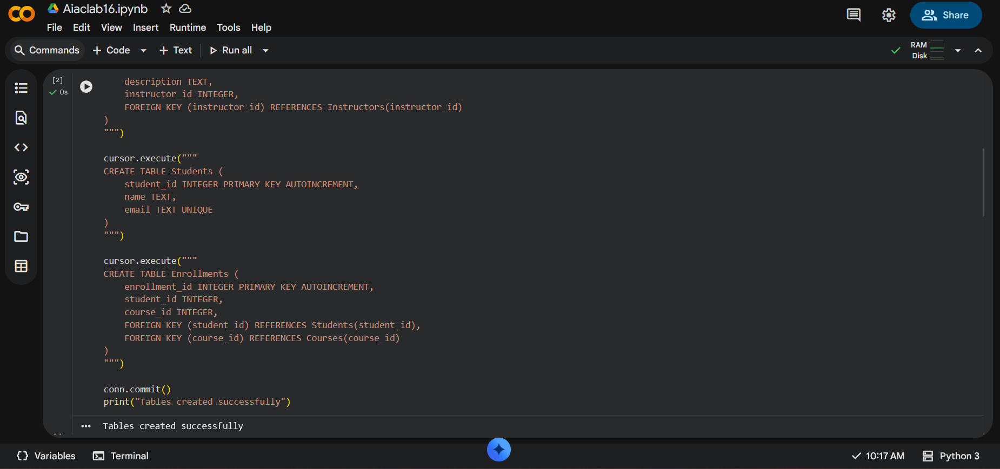 Aiaclab16.ipynb
File Edit View Insert Runtime Tools Help
Share
Commands + Code + Text Run all
RAM
Disk
[2]
0s
    description TEXT,
    instructor_id INTEGER,
    FOREIGN KEY (instructor_id) REFERENCES Instructors(instructor_id)
)
""")
cursor.execute("""
CREATE TABLE Students (
    student_id INTEGER PRIMARY KEY AUTOINCREMENT,
    name TEXT,
    email TEXT UNIQUE
)
""")
cursor.execute("""
CREATE TABLE Enrollments (
    enrollment_id INTEGER PRIMARY KEY AUTOINCREMENT,
    student_id INTEGER,
    course_id INTEGER,
    FOREIGN KEY (student_id) REFERENCES Students(student_id),
    FOREIGN KEY (course_id) REFERENCES Courses(course_id)
)
""")
conn.commit()
print("Tables created successfully")
Tables created successfully
Variables Terminal
10:17 AM Python 3